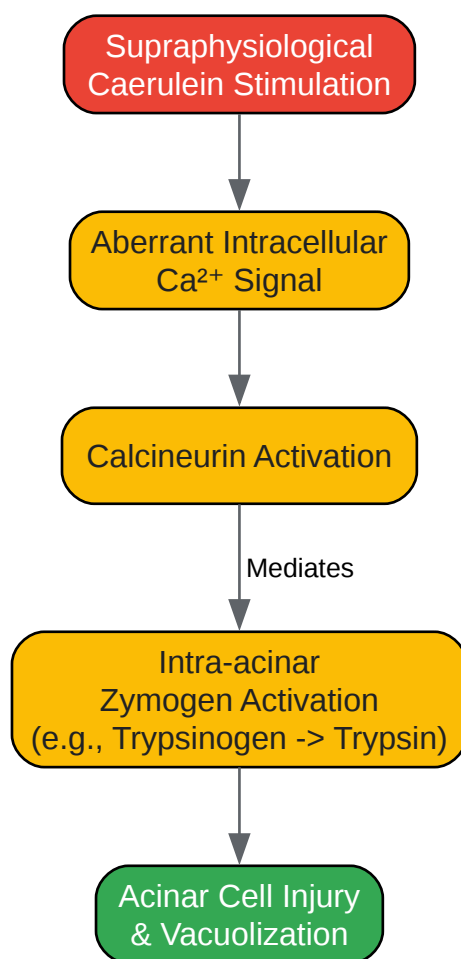 Supraphysiological
Caerulein Stimulation
Aberrant Intracellular
Ca²⁺ Signal
Calcineurin Activation
Mediates
Intra-acinar
Zymogen Activation
(e.g., Trypsinogen -> Trypsin)
Acinar Cell Injury
& Vacuolization